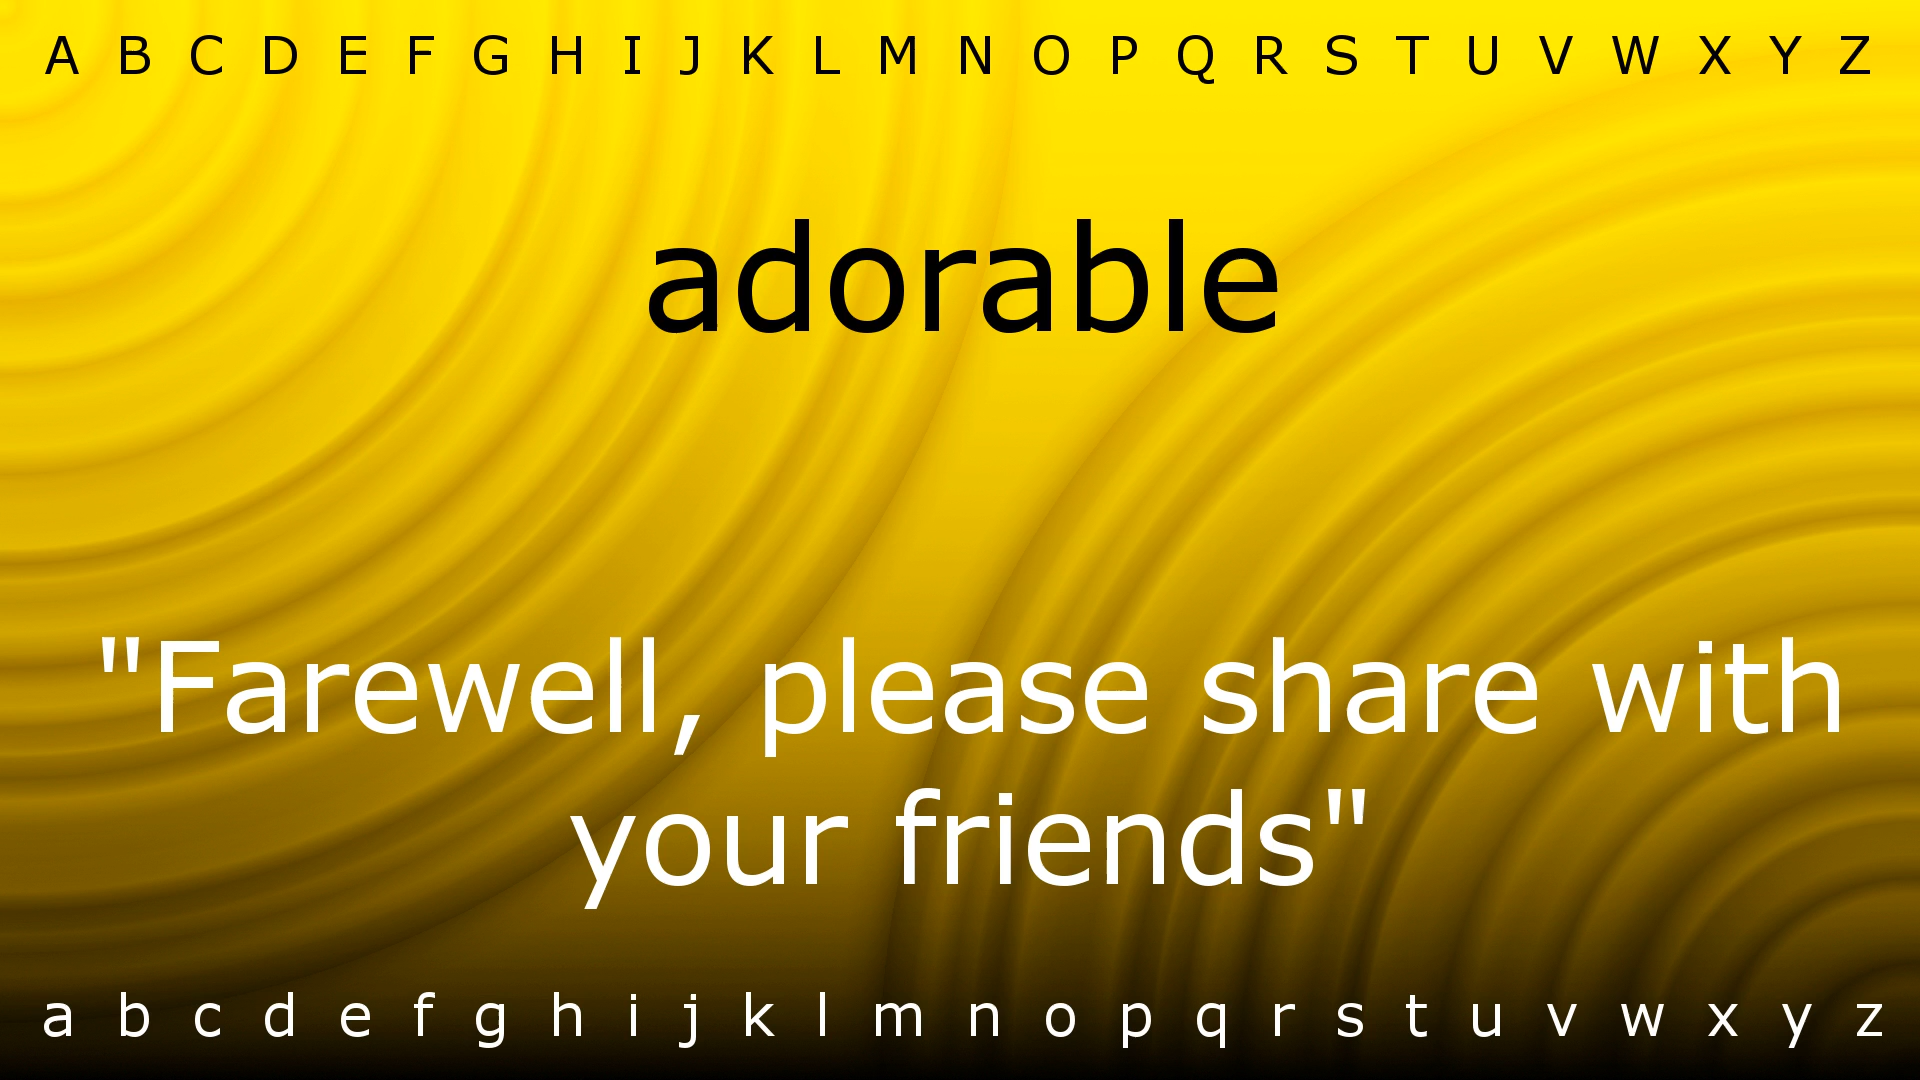 A B C D E F G H I J K L M N O P Q R S T U V W X Y Z
adorable
"Farewell, please share with
your friends"
a b c d e f g h i j k l m n o p q r s t u v w x y z